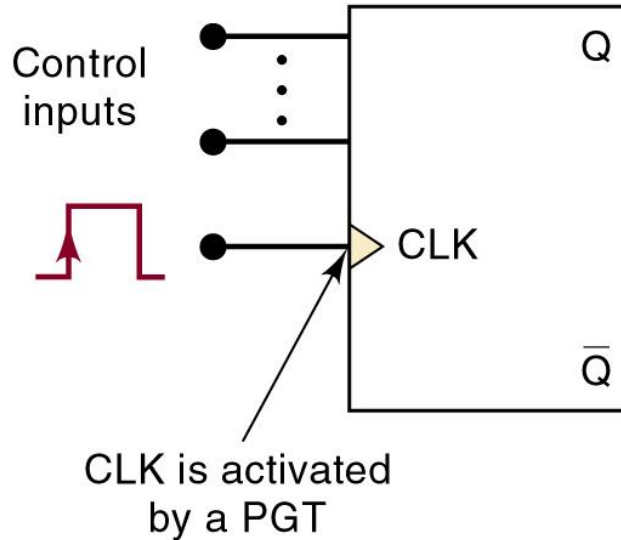 Control
inputs
Q
CLK
Q̅
CLK is activated
by a PGT